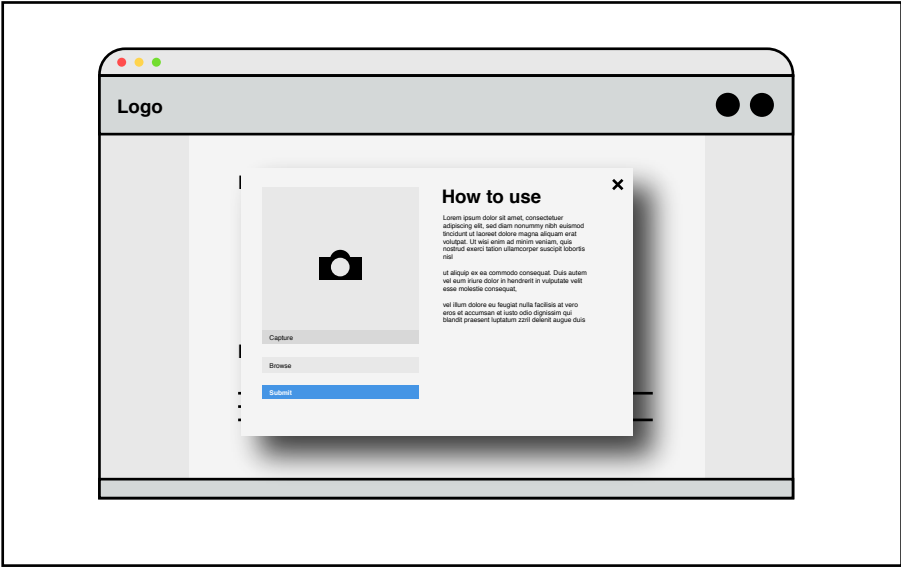 Logo
How to use
Lorem ipsum dolor sit amet, consectetuer
adipiscing elit, sed diam nonummy nibh euismod
tincidunt ut laoreet dolore magna aliquam erat
volutpat. Ut wisi enim ad minim veniam, quis
nostrud exerci tation ullamcorper suscipit lobortis
nisl
ut aliquip ex ea commodo consequat. Duis autem
vel eum iriure dolor in hendrerit in vulputate velit
esse molestie consequat,
vel illum dolore eu feugiat nulla facilisis at vero
eros et accumsan et iusto odio dignissim qui
blandit praesent luptatum zzril delenit augue duis
Capture
Browse
Submit